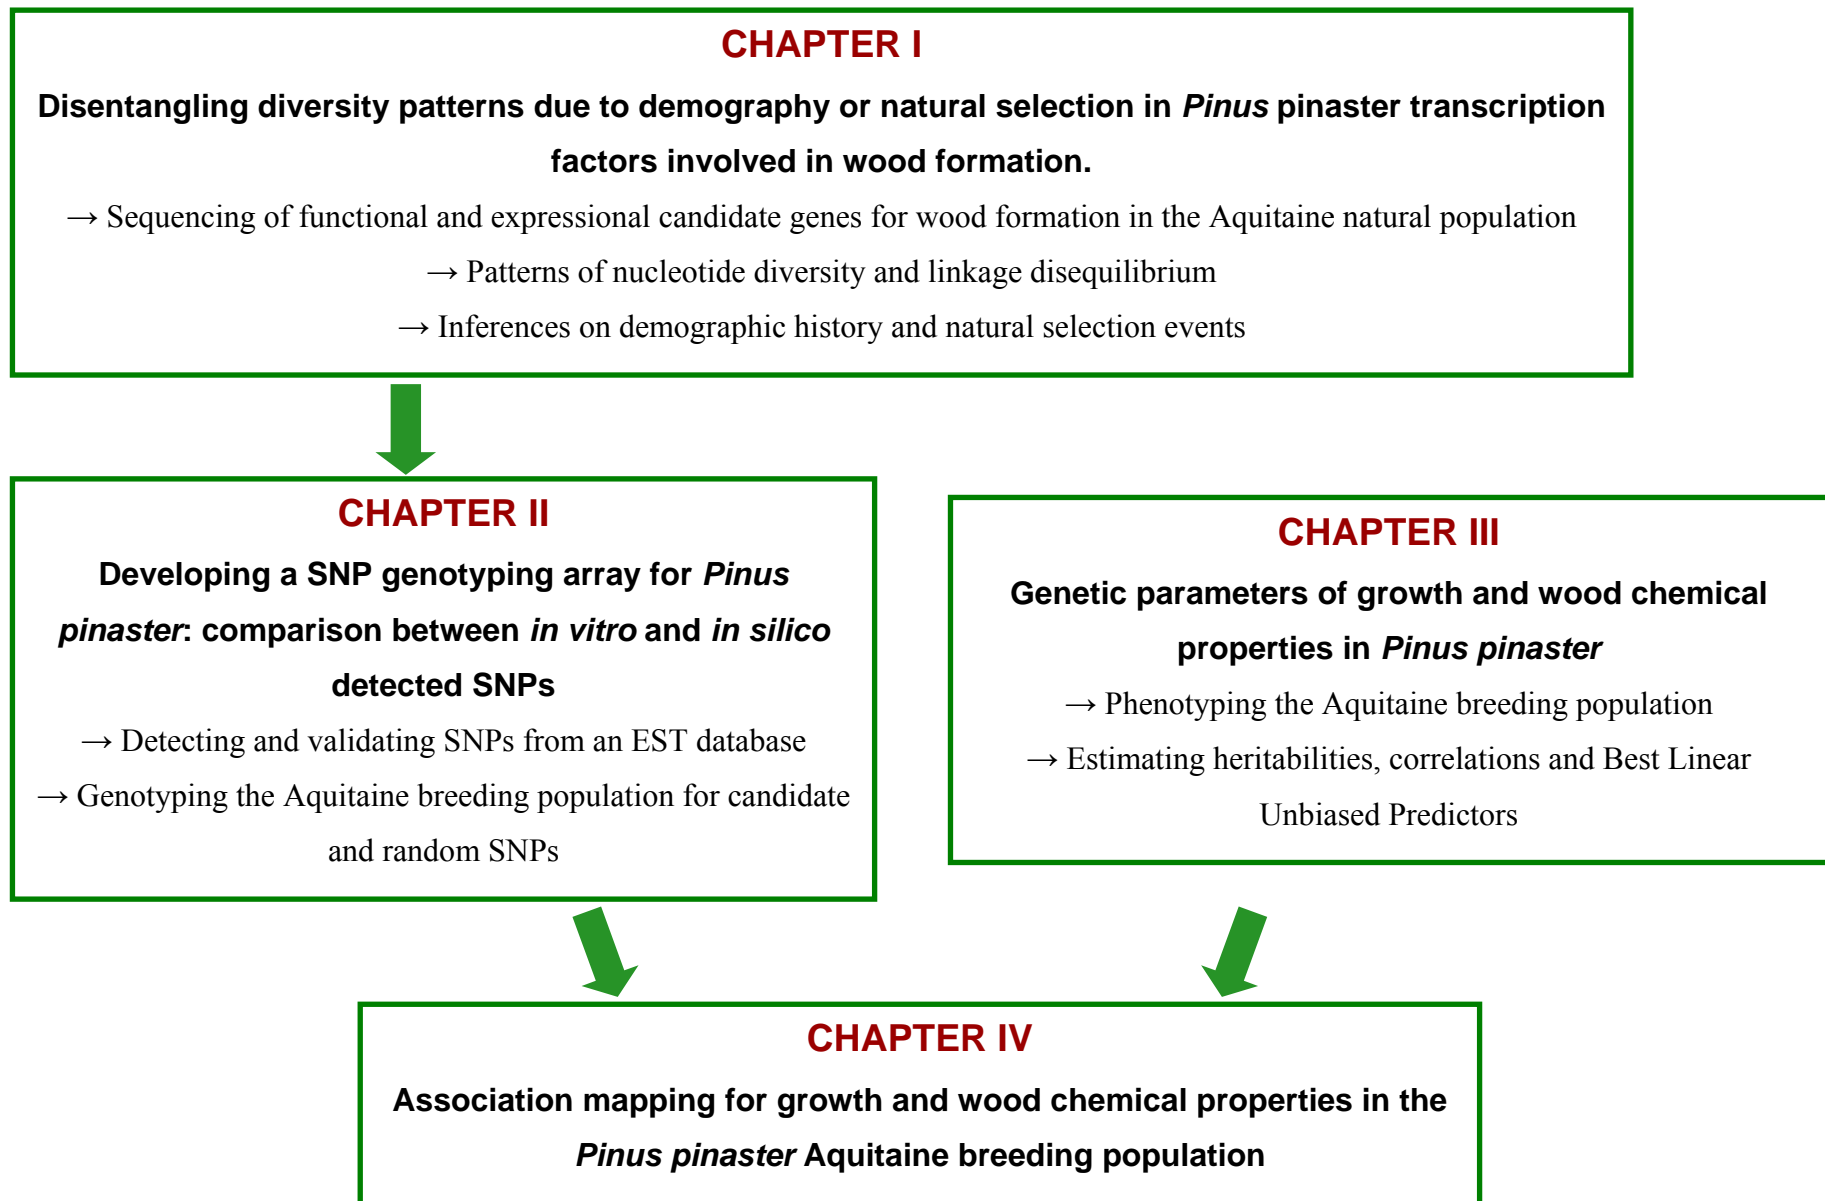 CHAPTER I
Disentangling diversity patterns due to demography or natural selection in Pinus pinaster transcription
factors involved in wood formation.
→ Sequencing of functional and expressional candidate genes for wood formation in the Aquitaine natural population
→ Patterns of nucleotide diversity and linkage disequilibrium
→ Inferences on demographic history and natural selection events
CHAPTER II
Developing a SNP genotyping array for Pinus
pinaster: comparison between in vitro and in silico
detected SNPs
→ Detecting and validating SNPs from an EST database
→ Genotyping the Aquitaine breeding population for candidate
and random SNPs
CHAPTER III
Genetic parameters of growth and wood chemical
properties in Pinus pinaster
→ Phenotyping the Aquitaine breeding population
→ Estimating heritabilities, correlations and Best Linear
Unbiased Predictors
CHAPTER IV
Association mapping for growth and wood chemical properties in the
Pinus pinaster Aquitaine breeding population